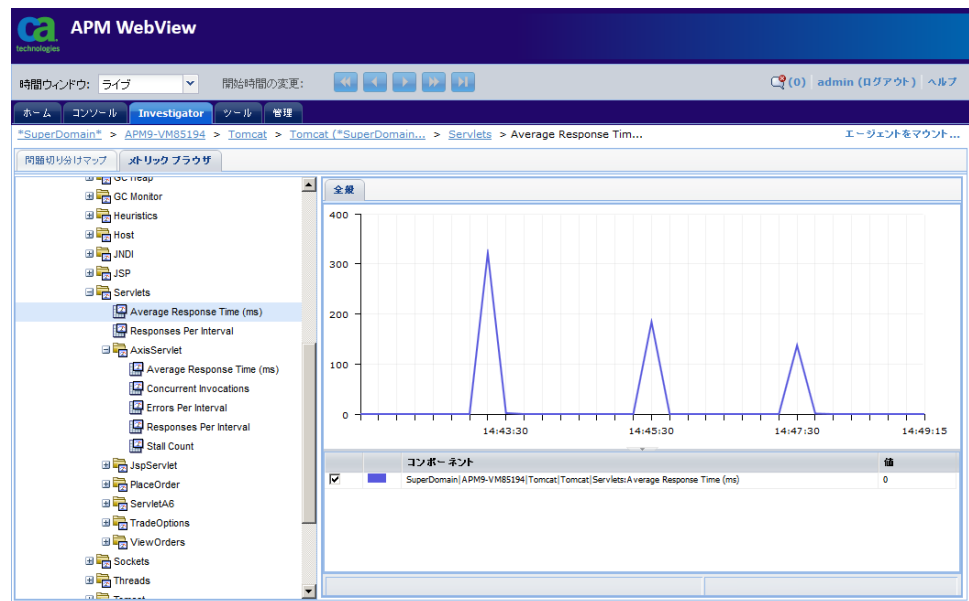 ca
technologies
APM WebView
時間ウィンドウ: ライブ 開始時間の変更: (0) admin (ログアウト) ヘルプ
ホーム コンソール Investigator ツール 管理
*SuperDomain* > APM9-VM85194 > Tomcat > Tomcat (*SuperDomain... > Servlets > Average Response Tim... エージェントをマウント...
問題切り分けマップ メトリック ブラウザ
GC Heap
GC Monitor
Heuristics
Host
JNDI
JSP
Servlets
Average Response Time (ms)
Responses Per Interval
AxisServlet
Average Response Time (ms)
Concurrent Invocations
Errors Per Interval
Responses Per Interval
Stall Count
JspServlet
PlaceOrder
ServletA6
TradeOptions
ViewOrders
Sockets
Threads
Tomcat
全般
400
300
200
100
0
14:43:30 14:45:30 14:47:30 14:49:15
コンポーネント 値
SuperDomain|APM9-VM85194|Tomcat|Tomcat|Servlets:Average Response Time (ms) 0